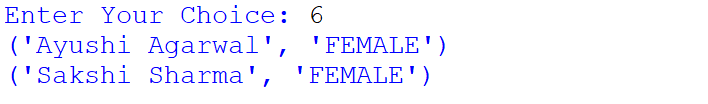 Enter Your Choice: 6
('Ayushi Agarwal', 'FEMALE')
('Sakshi Sharma', 'FEMALE')